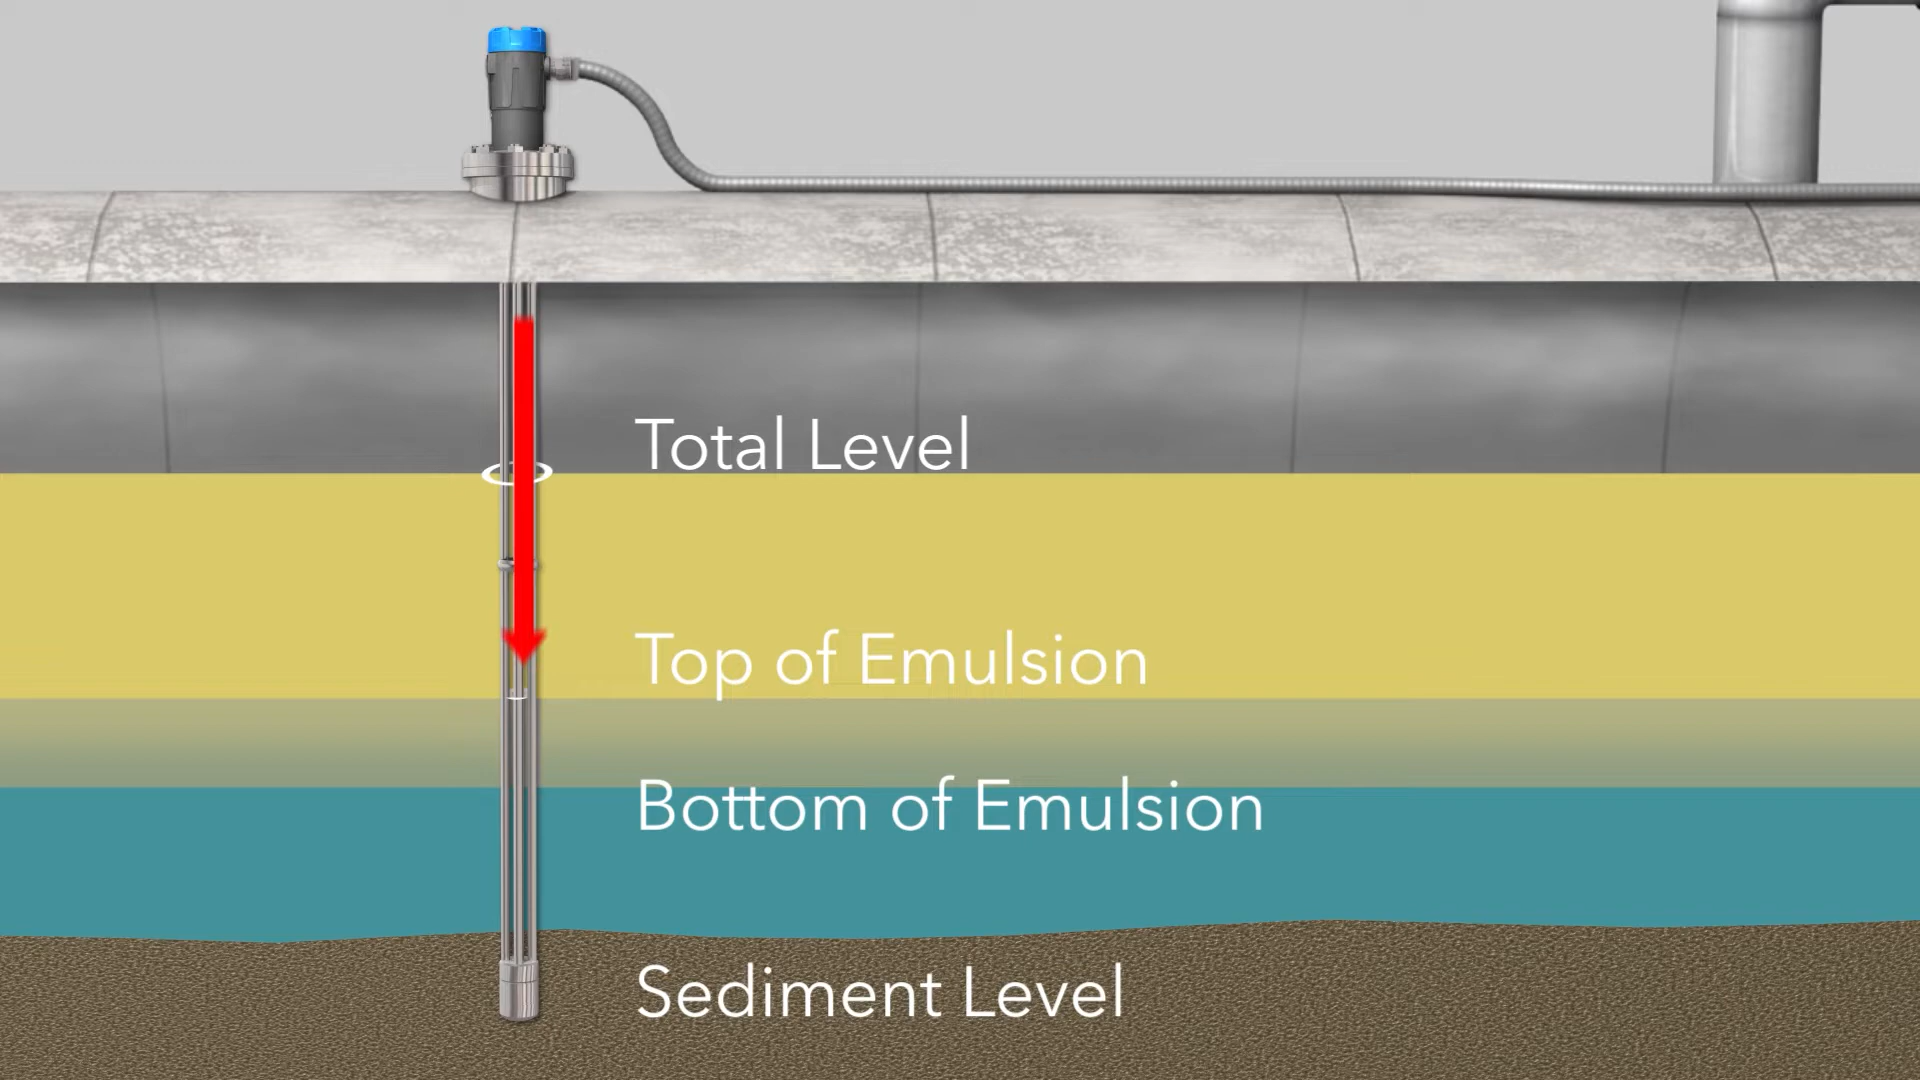 Total Level
Top of Emulsion
Bottom of Emulsion
Sediment Level